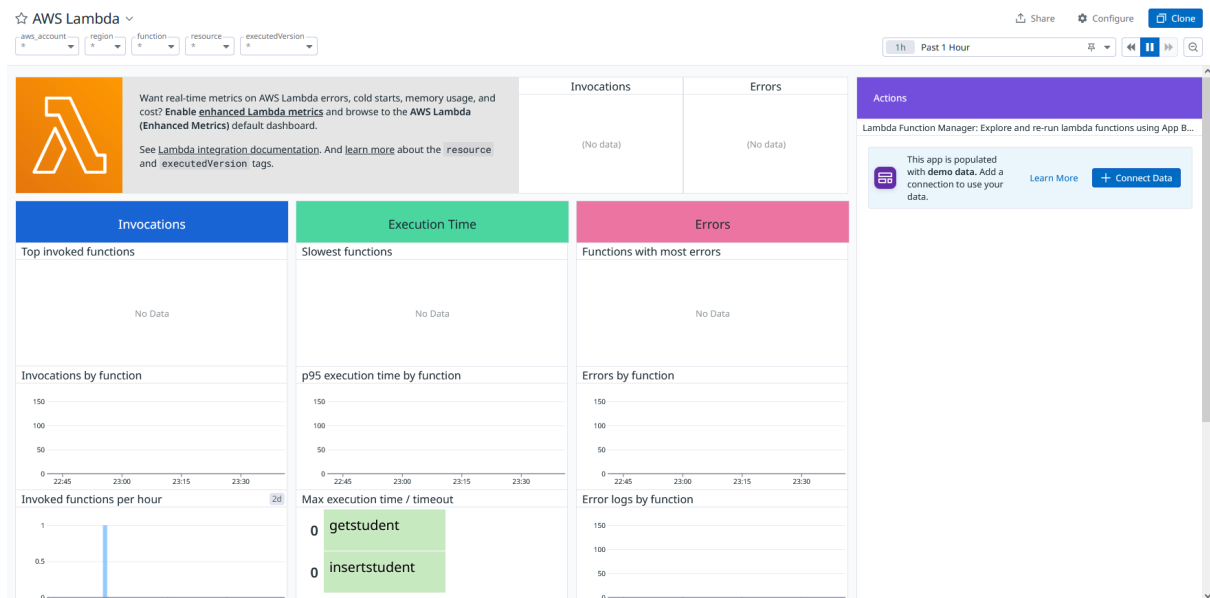 AWS Lambda
Share
Configure
Clone
aws_account
*
region
*
function
*
resource
*
executedVersion
*
1h Past 1 Hour
Want real-time metrics on AWS Lambda errors, cold starts, memory usage, and
cost? Enable enhanced Lambda metrics and browse to the AWS Lambda
(Enhanced Metrics) default dashboard.
See Lambda integration documentation. And learn more about the resource
and executedVersion tags.
Invocations
(No data)
Errors
(No data)
Actions
Lambda Function Manager: Explore and re-run lambda functions using App B...
This app is populated
with demo data. Add a
connection to use your
data.
Learn More
+ Connect Data
Invocations
Top invoked functions
No Data
Invocations by function
150
100
50
0
22:45 23:00 23:15 23:30
Invoked functions per hour 2d
1
0.5
0
Execution Time
Slowest functions
No Data
p95 execution time by function
150
100
50
0
22:45 23:00 23:15 23:30
Max execution time / timeout
0 getstudent
0 insertstudent
Errors
Functions with most errors
No Data
Errors by function
150
100
50
0
22:45 23:00 23:15 23:30
Error logs by function
150
100
50
0